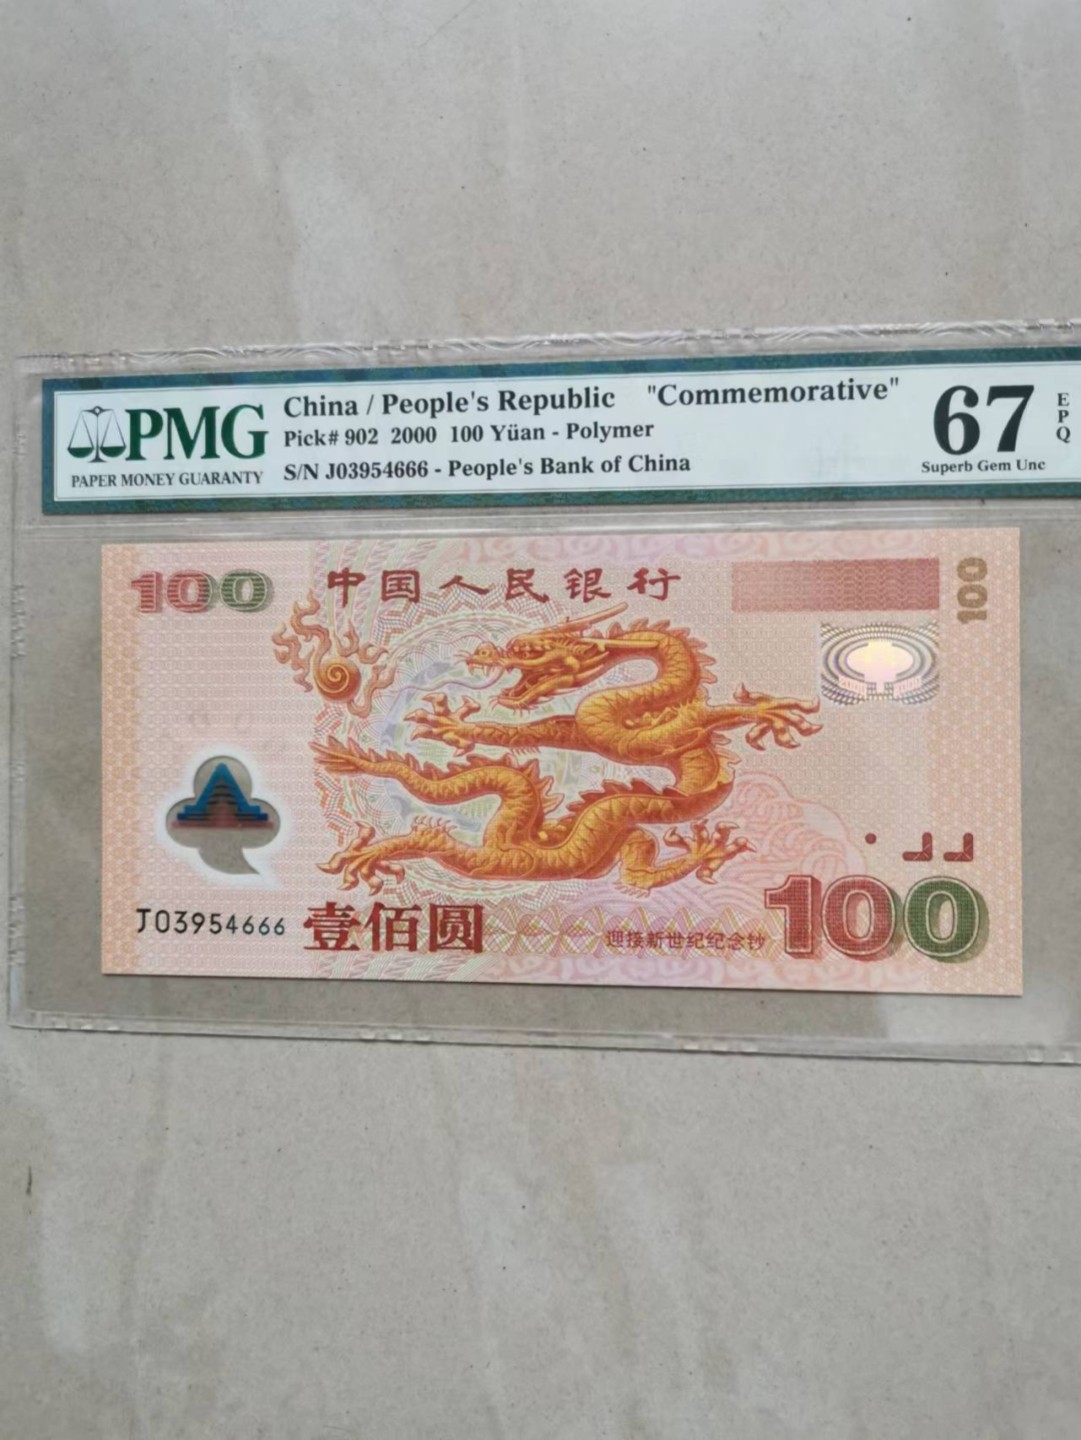 PMG
PAPER MONEY GUARANTY
China / People's Republic "Commemorative"
Pick# 902 2000 100 Yüan - Polymer
S/N J03954666 - People's Bank of China
67
EPQ
Superb Gem Unc
100
中国人民银行
100
J03954666
壹佰圆
迎接新世纪纪念钞
100